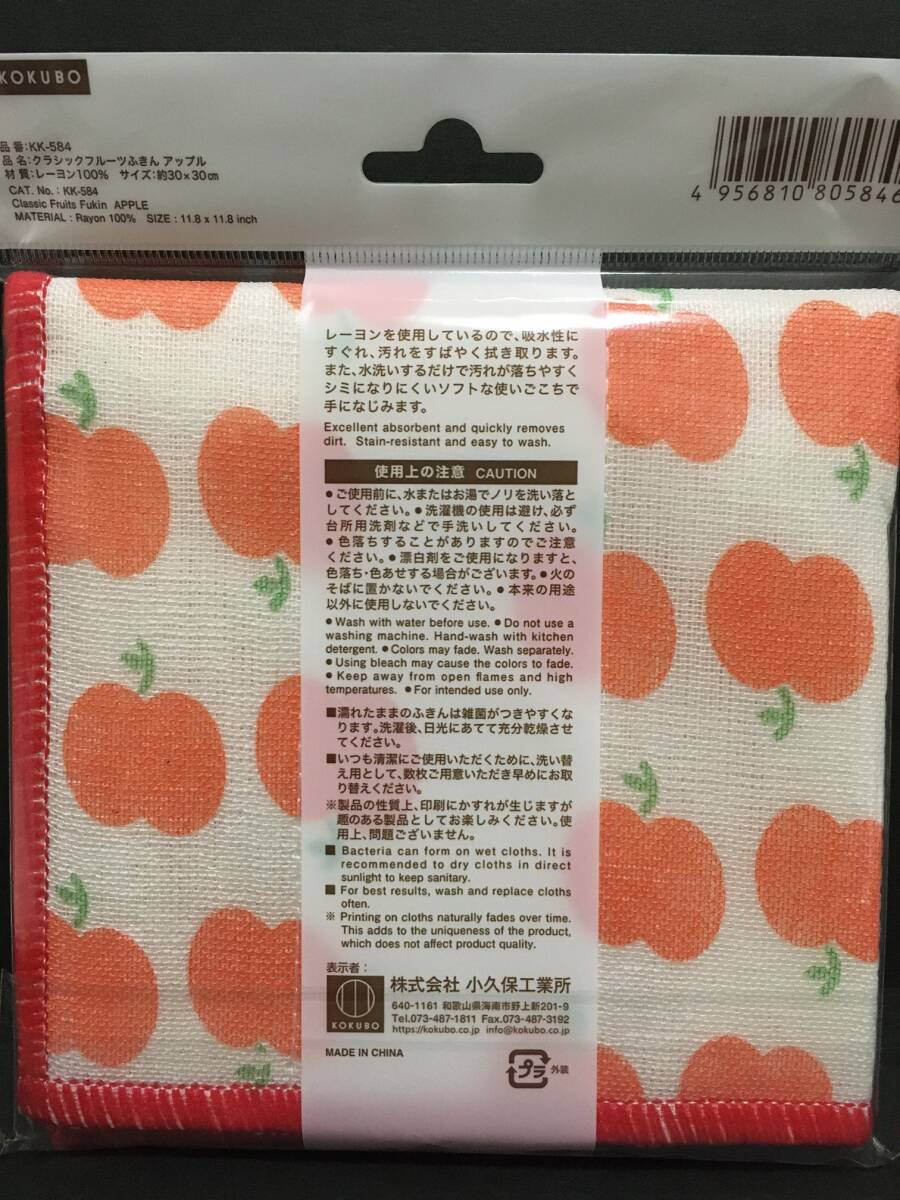 KOKUBO
品 番:KK-584
品 名:クラシックフルーツふきん アップル
材 質:レーヨン100% サイズ:約30×30㎝
CAT. No. : KK-584
Classic Fruits Fukin APPLE
MATERIAL : Rayon 100% SIZE : 11.8 x 11.8 inch
4 956810 805846
レーヨンを使用しているので、吸水性に
すぐれ、汚れをすばやく拭き取ります。
また、水洗いするだけで汚れが落ちやすく
シミになりにくいソフトな使いごこちで
手になじみます。
Excellent absorbent and quickly removes
dirt. Stain-resistant and easy to wash.
使用上の注意 CAUTION
●ご使用前に、水またはお湯でノリを洗い落と
してください。●洗濯機の使用は避け、必ず
台所用洗剤などで手洗いしてください。
●色落ちすることがありますのでご注意
ください。●漂白剤をご使用になりますと、
色落ち・色あせする場合がございます。●火の
そばに置かないでください。●本来の用途
以外に使用しないでください。
●Wash with water before use. ●Do not use a
washing machine. Hand-wash with kitchen
detergent. ●Colors may fade. Wash separately.
●Using bleach may cause the colors to fade.
●Keep away from open flames and high
temperatures. ●For intended use only.
■濡れたままのふきんは雑菌がつきやすくな
ります。洗濯後、日光にあてて充分乾燥させ
てください。
■いつも清潔にご使用いただくために、洗い替
え用として、数枚ご用意いただき早めにお取
り替えください。
※製品の性質上、印刷にかすれが生じますが
趣のある製品としてお楽しみください。使
用上、問題ございません。
■ Bacteria can form on wet cloths. It is
recommended to dry cloths in direct
sunlight to keep sanitary.
■ For best results, wash and replace cloths
often.
※ Printing on cloths naturally fades over time.
This adds to the uniqueness of the product,
which does not affect product quality.
表示者：
KOKUBO
株式会社 小久保工業所
640-1161 和歌山県海南市野上新201-9
Tel.073-487-1811 Fax.073-487-3192
https://kokubo.co.jp info@kokubo.co.jp
MADE IN CHINA
プラ 外装